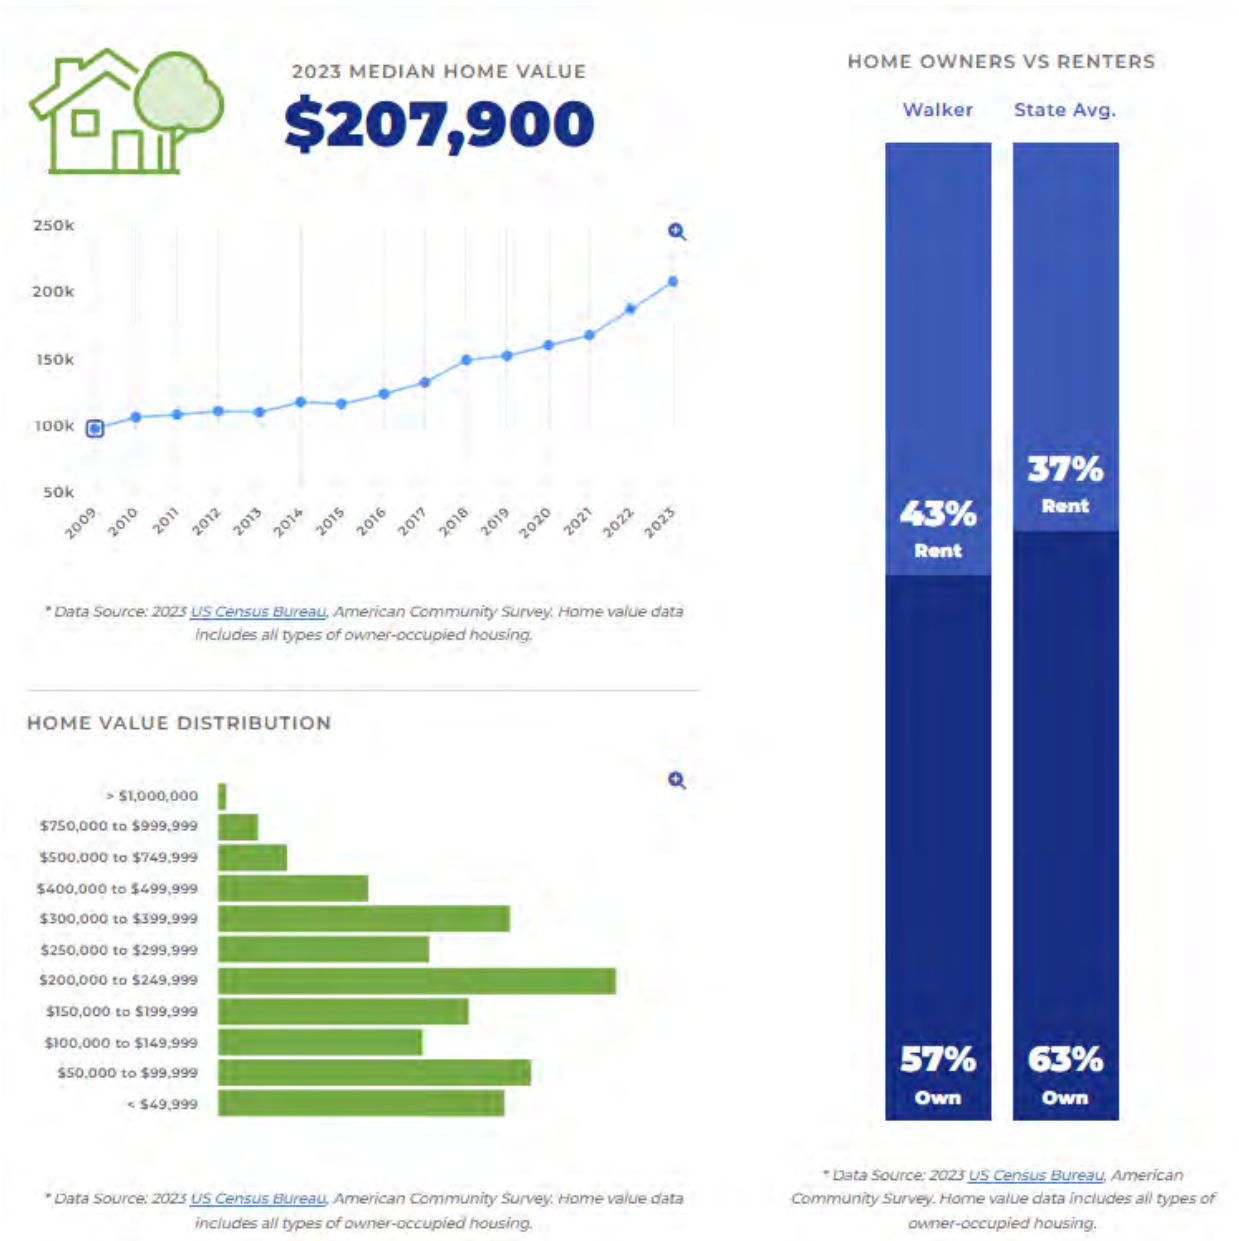 2023 MEDIAN HOME VALUE
$207,900
250k
200k
150k
100k
50k
2009 2010 2011 2012 2013 2014 2015 2016 2017 2018 2019 2020 2021 2022 2023
* Data Source: 2023 US Census Bureau, American Community Survey. Home value data
includes all types of owner-occupied housing.
HOME VALUE DISTRIBUTION
> $1,000,000
$750,000 to $999,999
$500,000 to $749,999
$400,000 to $499,999
$300,000 to $399,999
$250,000 to $299,999
$200,000 to $249,999
$150,000 to $199,999
$100,000 to $149,999
$50,000 to $99,999
< $49,999
* Data Source: 2023 US Census Bureau, American Community Survey. Home value data
includes all types of owner-occupied housing.
HOME OWNERS VS RENTERS
Walker State Avg.
43%
Rent
37%
Rent
57%
Own
63%
Own
* Data Source: 2023 US Census Bureau, American
Community Survey. Home value data includes all types of
owner-occupied housing.